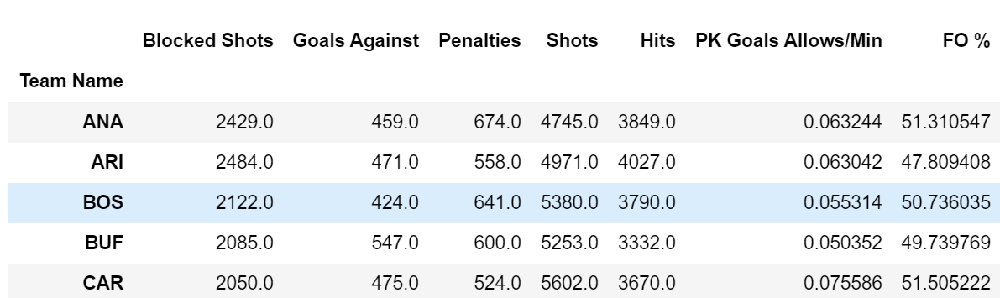 Blocked Shots Goals Against Penalties Shots Hits PK Goals Allows/Min FO %
Team Name
ANA 2429.0 459.0 674.0 4745.0 3849.0 0.063244 51.310547
ARI 2484.0 471.0 558.0 4971.0 4027.0 0.063042 47.809408
BOS 2122.0 424.0 641.0 5380.0 3790.0 0.055314 50.736035
BUF 2085.0 547.0 600.0 5253.0 3332.0 0.050352 49.739769
CAR 2050.0 475.0 524.0 5602.0 3670.0 0.075586 51.505222